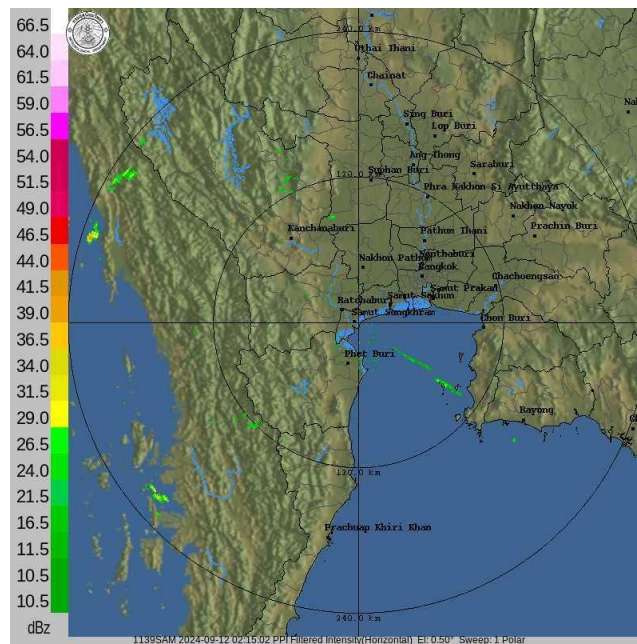 66.5
64.0
61.5
59.0
56.5
54.0
51.5
49.0
46.5
44.0
41.5
39.0
36.5
34.0
31.5
29.0
26.5
24.0
21.5
16.5
11.5
10.5
10.5
dBz
Uthai Thani
Chainat
Sing Buri
Lop Buri
Ang Thong
Saraburi
120.0 km
Suphan Buri
Phra Nakhon Si Ayutthaya
Nakhon Nayok
Kanchanaburi
Pathum Thani
Prachin Buri
Nonthaburi
Nakhon Pathom
Bangkok
Chachoengsao
Samut Prakan
Samut Sakhon
Ratchaburi
Samut Songkhram
Chon Buri
Phet Buri
Rayong
120.0 km
Prachuap Khiri Khan
240.0 km
1139SAM 2024-09-12 02:15:02 PPI Filtered Intensity(Horizontal) El: 0.50° Sweep: 1 Polar